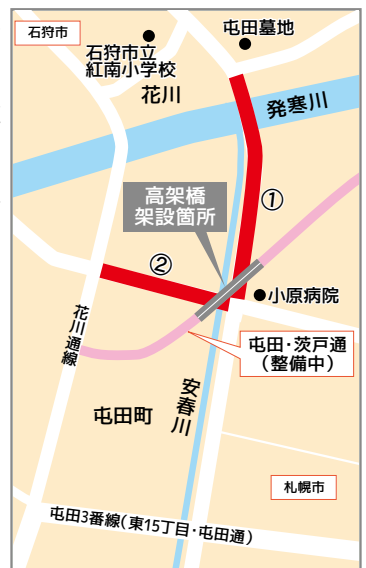 石狩市
屯田墓地
石狩市立
紅南小学校
花川
発寒川
高架橋
架設箇所
①
②
小原病院
花川通線
屯田・茨戸通
（整備中）
安春川
屯田町
札幌市
屯田3番線(東15丁目・屯田通)